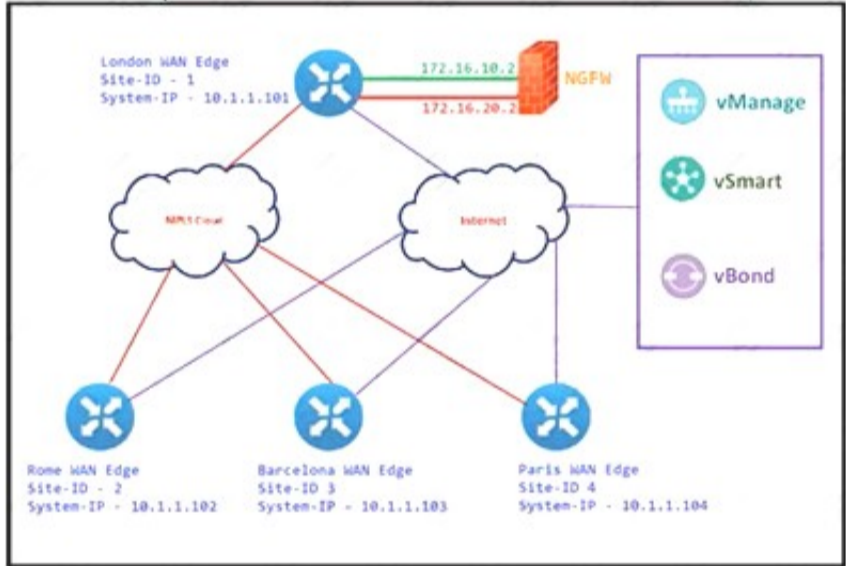 London WAN Edge
Site-ID - 1
System-IP - 10.1.1.101
172.16.10.2
NGFW
172.16.20.2
vManage
vSmart
vBond
MPLS Cloud
Internet
Rome WAN Edge
Site-ID - 2
System-IP - 10.1.1.102
Barcelona WAN Edge
Site-ID 3
System-IP - 10.1.1.103
Paris WAN Edge
Site-ID 4
System-IP - 10.1.1.104